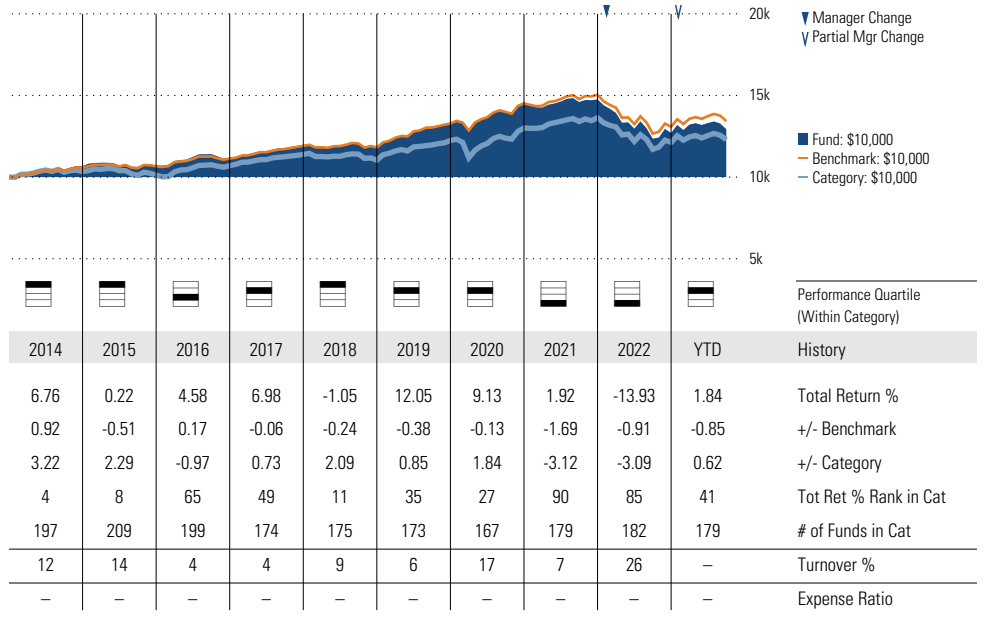 20k
▼ Manager Change
Partial Mgr Change
15k
Fund: $10,000
Benchmark: $10,000
Category: $10,000
10k
5k
Performance Quartile
(Within Category)
2014 2015 2016 2017 2018 2019 2020 2021 2022 YTD History
6.76 0.22 4.58 6.98 -1.05 12.05 9.13 1.92 -13.93 1.84 Total Return %
0.92 -0.51 0.17 -0.06 -0.24 -0.38 -0.13 -1.69 -0.91 -0.85 +/- Benchmark
3.22 2.29 -0.97 0.73 2.09 0.85 1.84 -3.12 -3.09 0.62 +/- Category
4 8 65 49 11 35 27 90 85 41 Tot Ret % Rank in Cat
197 209 199 174 175 173 167 179 182 179 # of Funds in Cat
12 14 4 4 9 6 17 7 26 – Turnover %
– – – – – – – – – – Expense Ratio